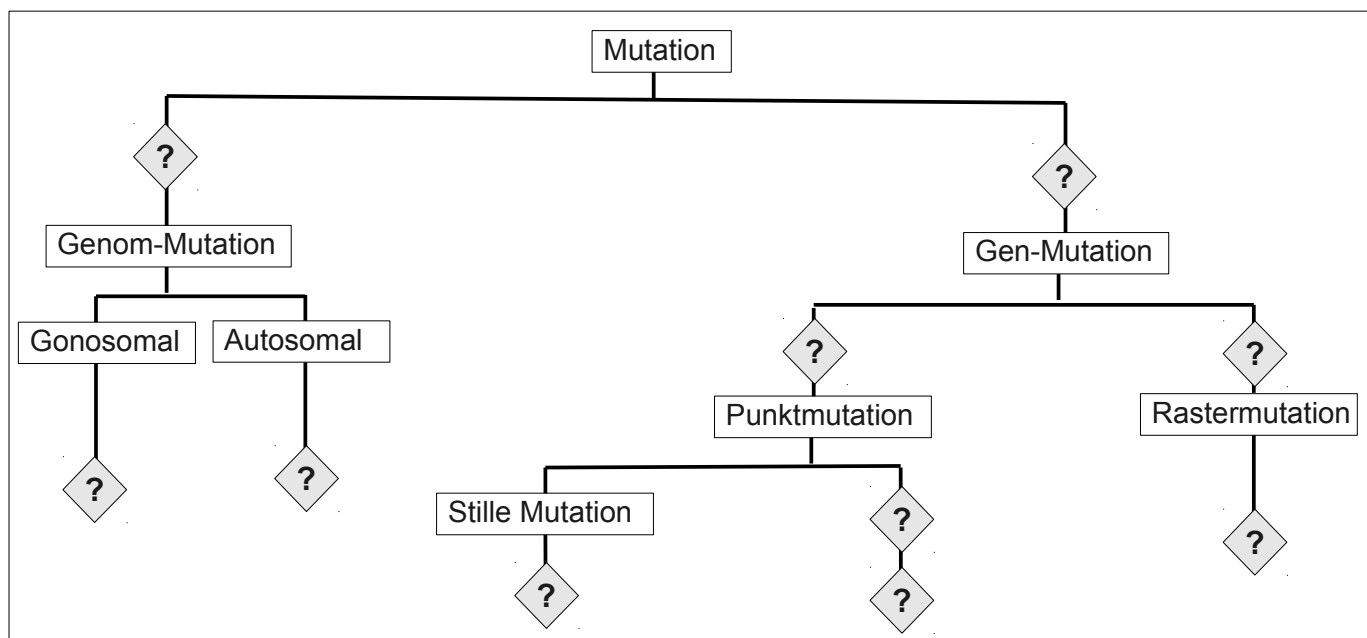 Mutation
?
?
Genom-Mutation
Gen-Mutation
Gonosomal
Autosomal
?
?
Punktmutation
Rastermutation
?
?
Stille Mutation
?
?
?
?